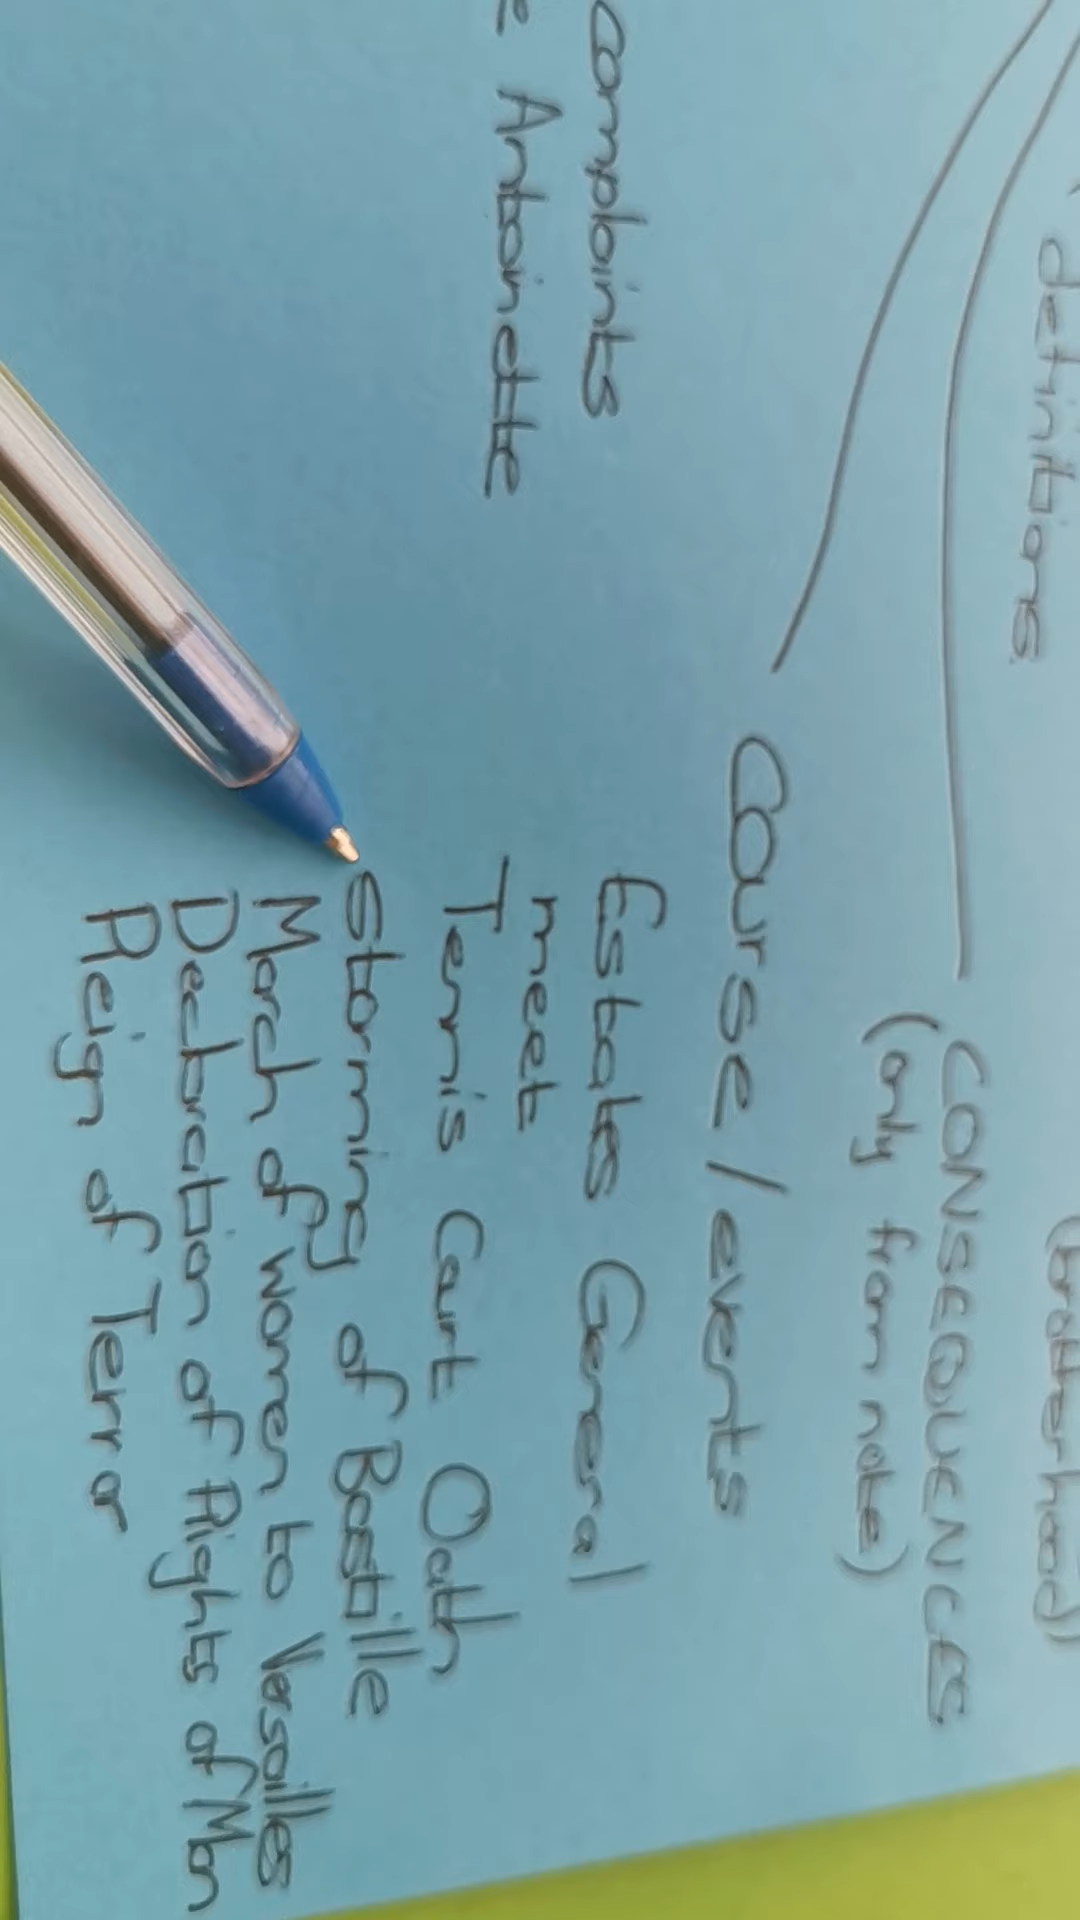 definitions
(brotherhood)
CONSEQUENCES
(only from notes)
Course / events
complaints
Estates General
meet
Antoinette
Tennis Court Oath
Storming of Bastille
March of women to Versailles
Declaration of Rights of Man
Reign of Terror